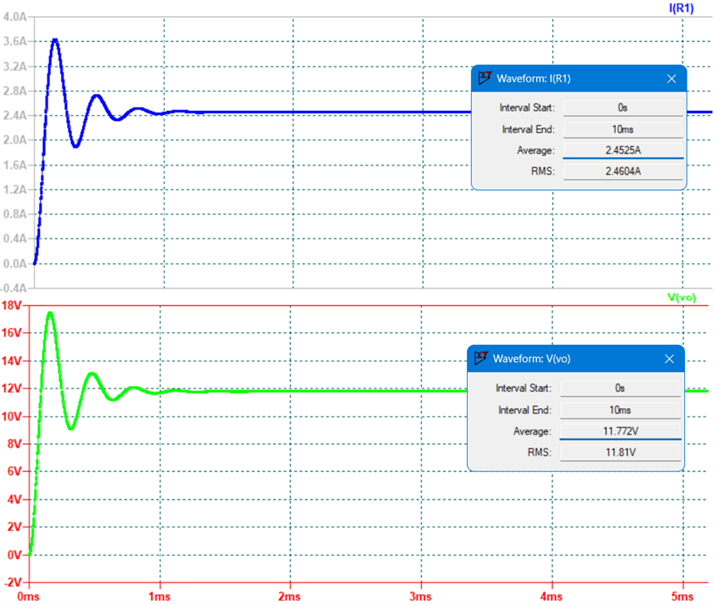 I(R1)
4.0A
3.6A
3.2A
2.8A
2.4A
2.0A
1.6A
1.2A
0.8A
0.4A
0.0A
-0.4A
Waveform: I(R1)
Interval Start: 0s
Interval End: 10ms
Average: 2.4525A
RMS: 2.4604A
V(vo)
18V
16V
14V
12V
10V
8V
6V
4V
2V
0V
-2V
Waveform: V(vo)
Interval Start: 0s
Interval End: 10ms
Average: 11.772V
RMS: 11.81V
0ms 1ms 2ms 3ms 4ms 5ms